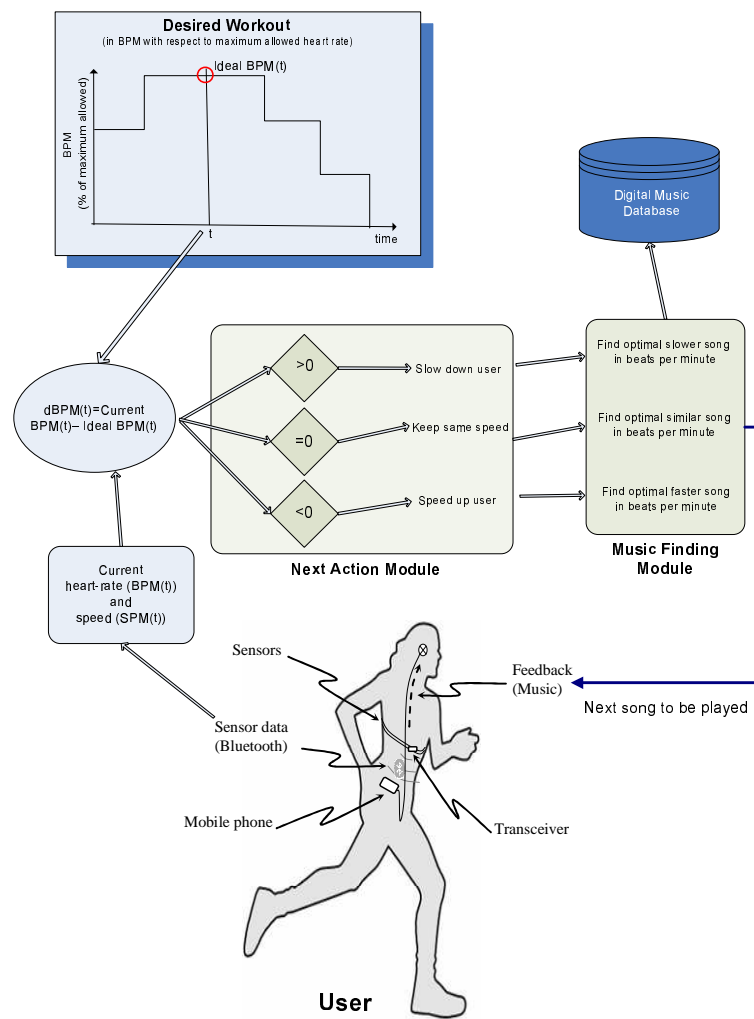 Desired Workout
(in BPM with respect to maximum allowed heart rate)
Ideal BPM(t)
BPM
(% of maximum allowed)
t
time
Digital Music
Database
dBPM(t)=Current
BPM(t)– Ideal BPM(t)
>0
Slow down user
=0
Keep same speed
<0
Speed up user
Next Action Module
Find optimal slower song
in beats per minute
Find optimal similar song
in beats per minute
Find optimal faster song
in beats per minute
Music Finding
Module
Current
heart-rate (BPM(t))
and
speed (SPM(t))
Sensors
Feedback
(Music)
Next song to be played
Sensor data
(Bluetooth)
Mobile phone
Transceiver
User